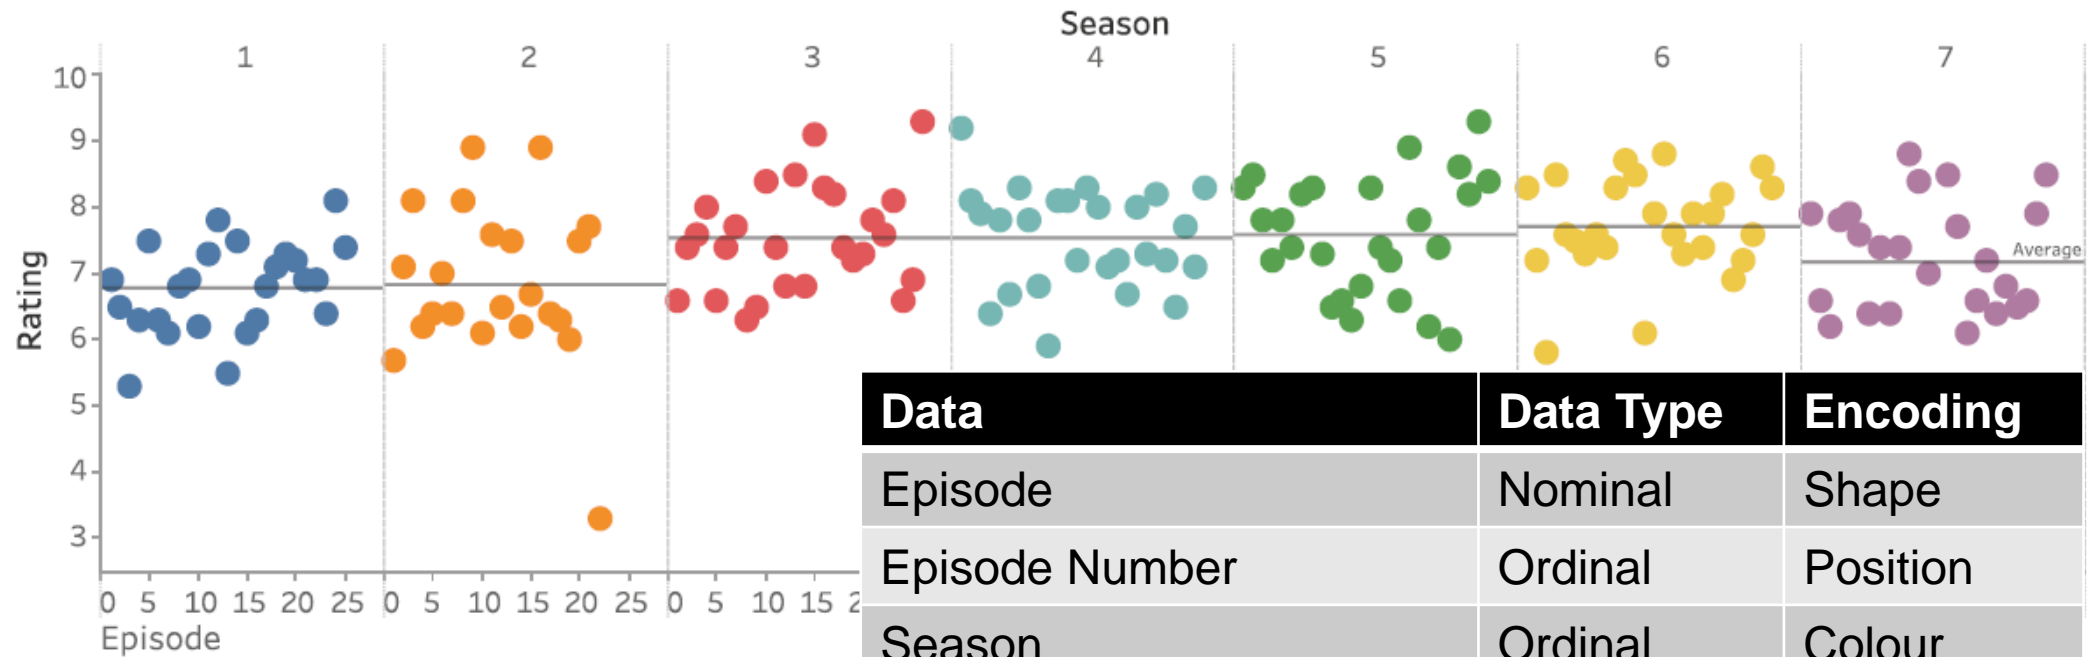 Season
1 2 3 4 5 6 7
10
9
8
7
6
5
4
3
Rating
Average
0 5 10 15 20 25 0 5 10 15 20 25 0 5 10 15
Episode
Data Data Type Encoding
Episode Nominal Shape
Episode Number Ordinal Position
Season Ordinal Colour